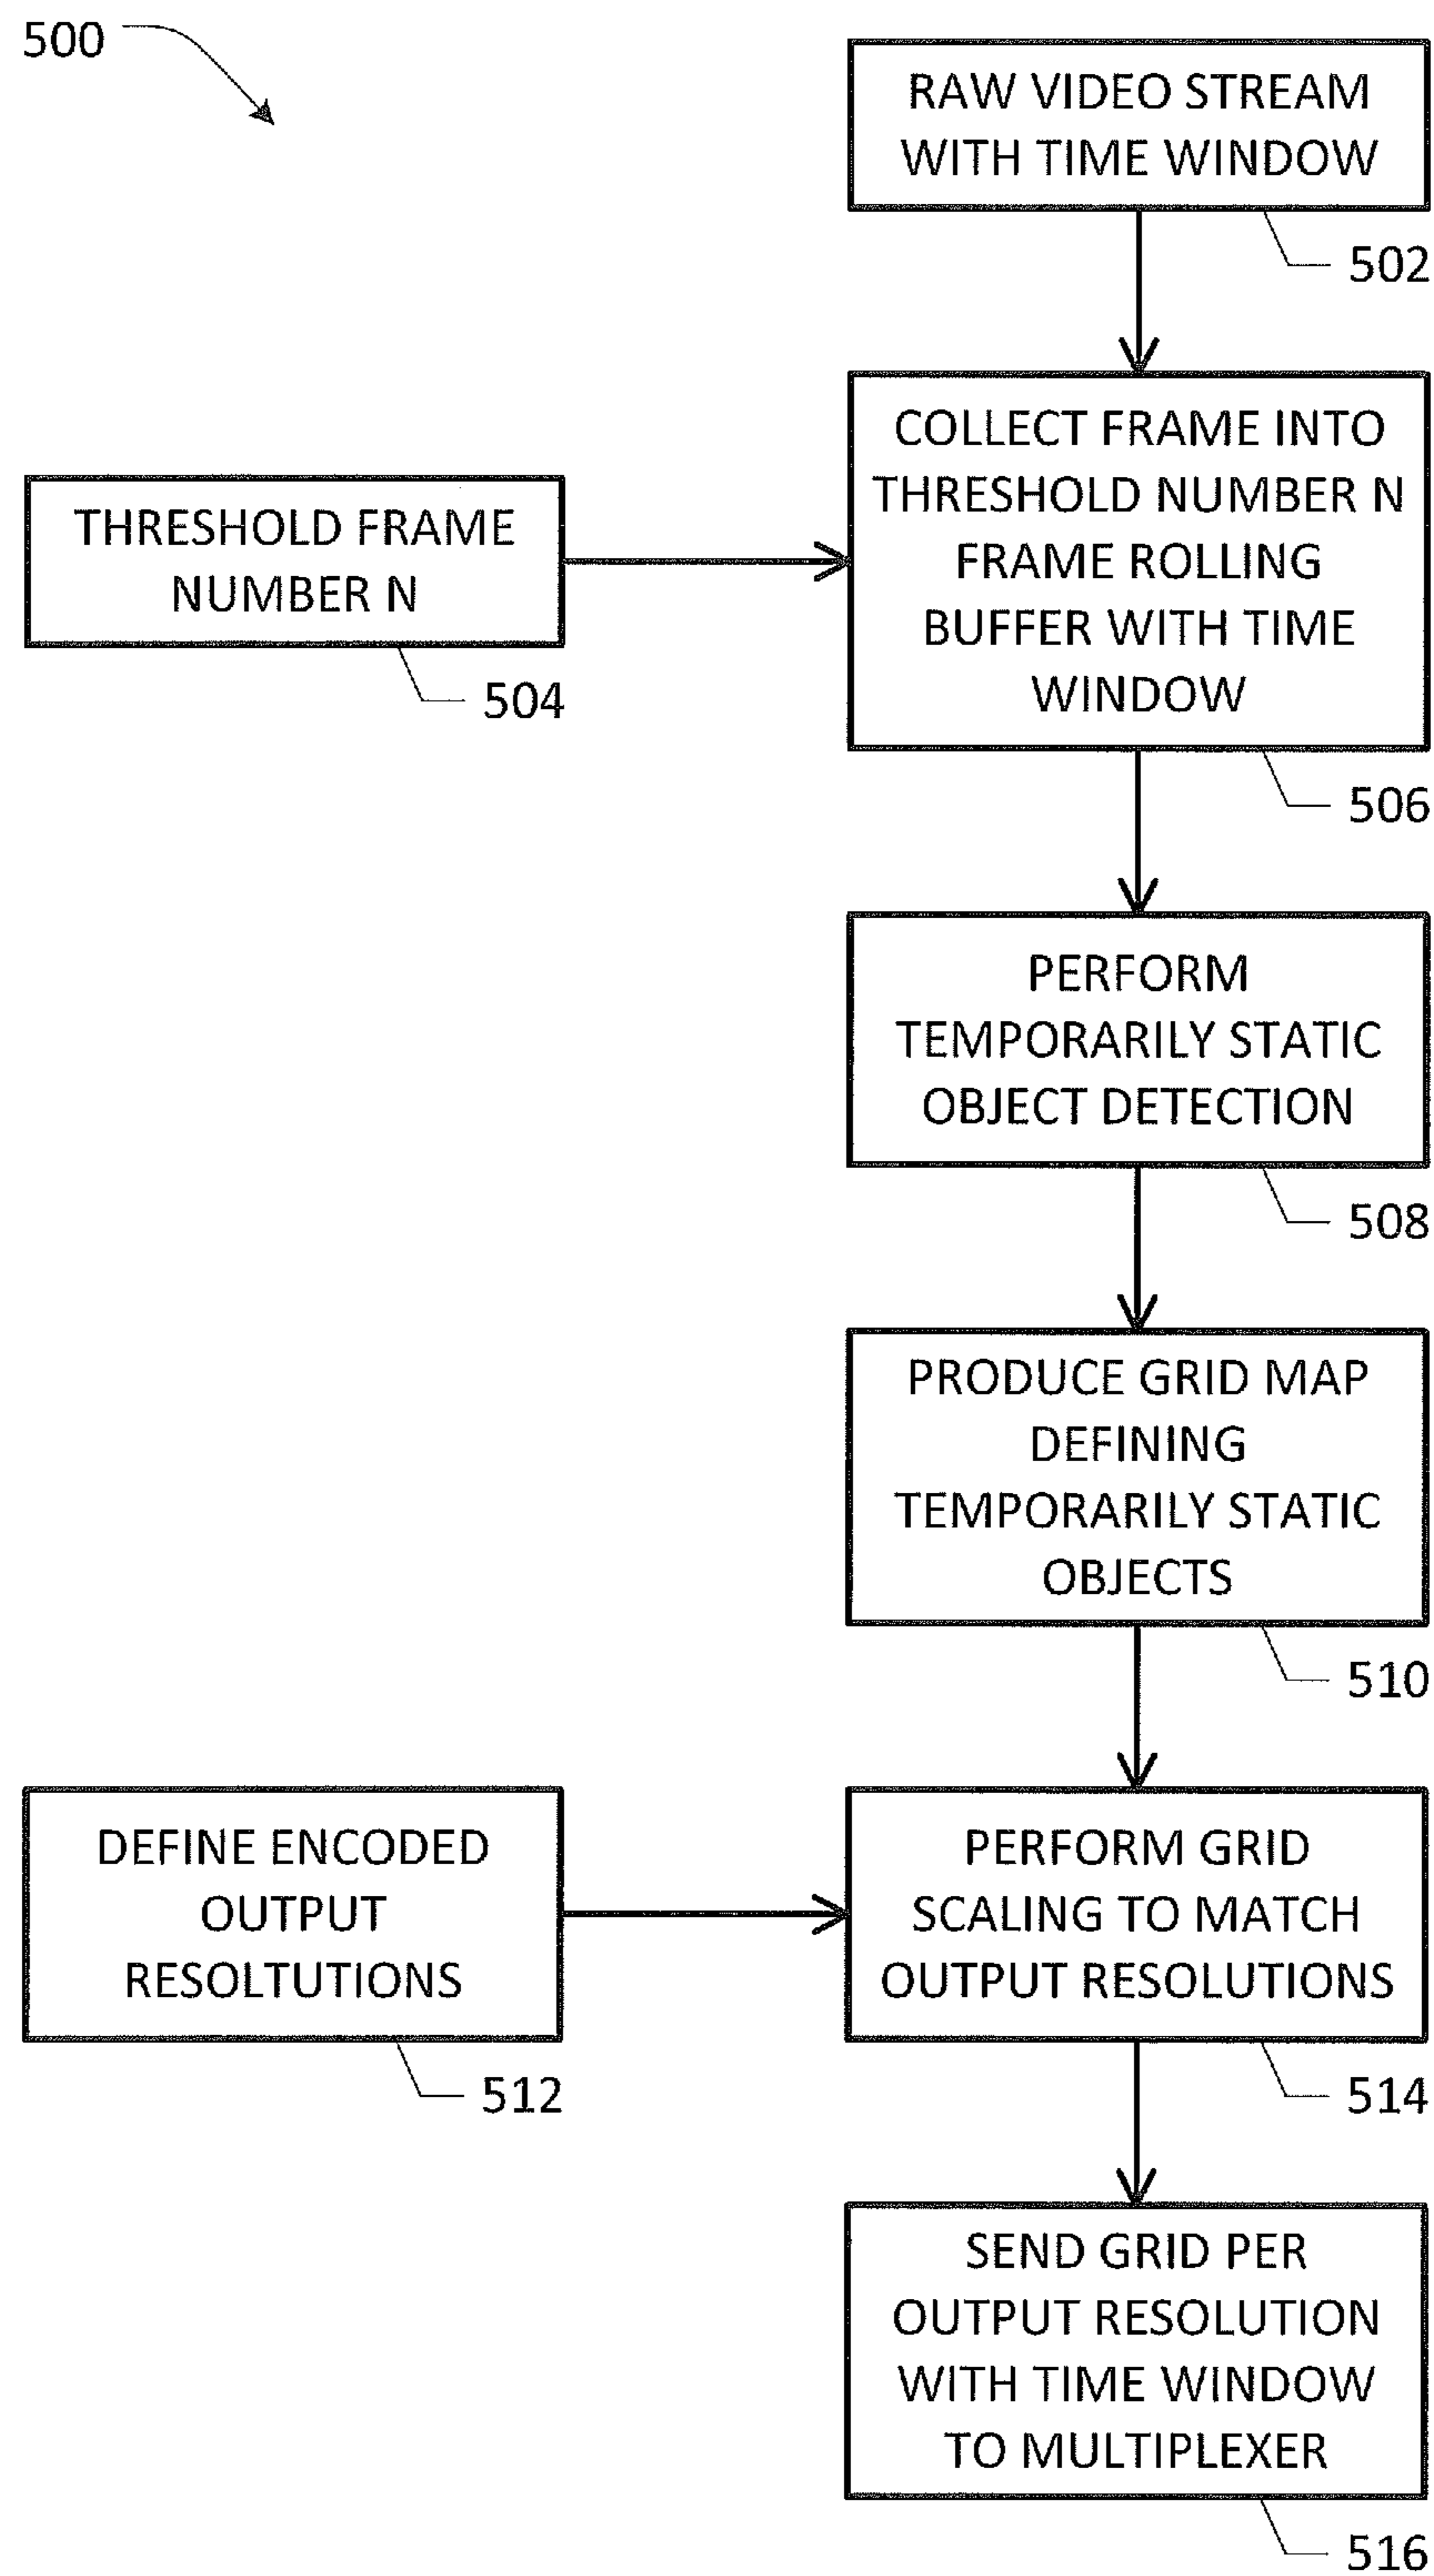 500
RAW VIDEO STREAM
WITH TIME WINDOW
502
COLLECT FRAME INTO
THRESHOLD NUMBER N
FRAME ROLLING
BUFFER WITH TIME
WINDOW
506
THRESHOLD FRAME
NUMBER N
504
PERFORM
TEMPORARILY STATIC
OBJECT DETECTION
508
PRODUCE GRID MAP
DEFINING
TEMPORARILY STATIC
OBJECTS
510
DEFINE ENCODED
OUTPUT
RESOLTUTIONS
512
PERFORM GRID
SCALING TO MATCH
OUTPUT RESOLUTIONS
514
SEND GRID PER
OUTPUT RESOLUTION
WITH TIME WINDOW
TO MULTIPLEXER
516